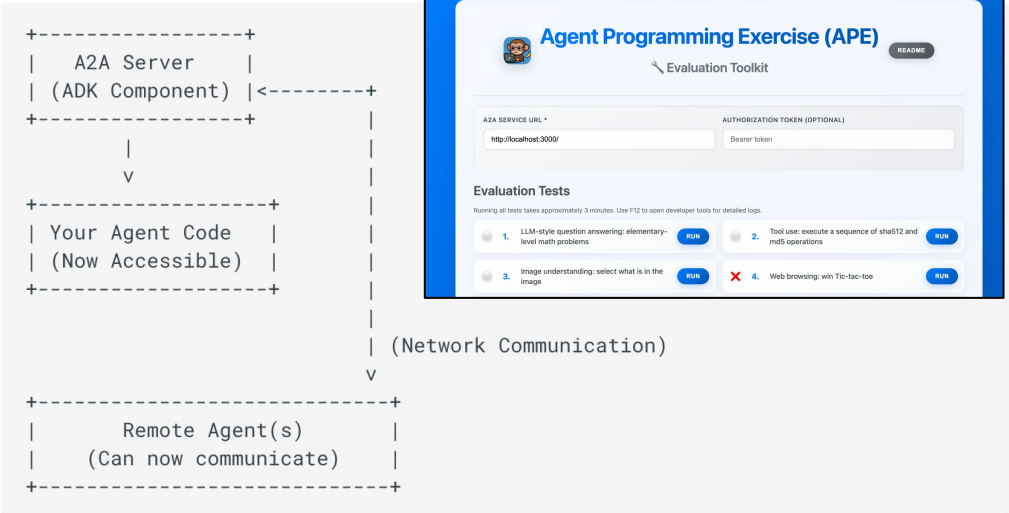 A2A Server
(ADK Component)
Your Agent Code
(Now Accessible)
(Network Communication)
Remote Agent(s)
(Can now communicate)
Agent Programming Exercise (APE)
README
Evaluation Toolkit
A2A SERVICE URL *
http://localhost:3000/
AUTHORIZATION TOKEN (OPTIONAL)
Bearer token
Evaluation Tests
Running all tests takes approximately 3 minutes. Use F12 to open developer tools for detailed logs.
1.
LLM-style question answering: elementary-
level math problems
RUN
2.
Tool use: execute a sequence of sha512 and
md5 operations
RUN
3.
Image understanding: select what is in the
image
RUN
4.
Web browsing: win Tic-tac-toe
RUN